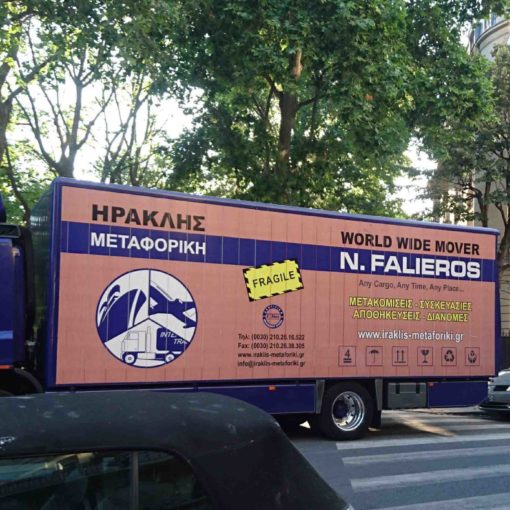 ΗΡΑΚΛΗΣ
ΜΕΤΑΦΟΡΙΚΗ
FRAGILE
WORLD WIDE MOVER
N. FALIEROS
Any Cargo, Any Time, Any Place...
ΜΕΤΑΚΟΜΙΣΕΙΣ - ΣΥΣΚΕΥΑΣΙΕΣ
ΑΠΟΘΗΚΕΥΣΕΙΣ - ΔΙΑΝΟΜΕΣ
www.iraklis-metaforiki.gr
INTER
TRA
Τηλ: (0030) 210.26.16.522
Fax: (0030) 210.26.38.305
www.iraklis-metaforiki.gr
info@iraklis-metaforiki.gr
4